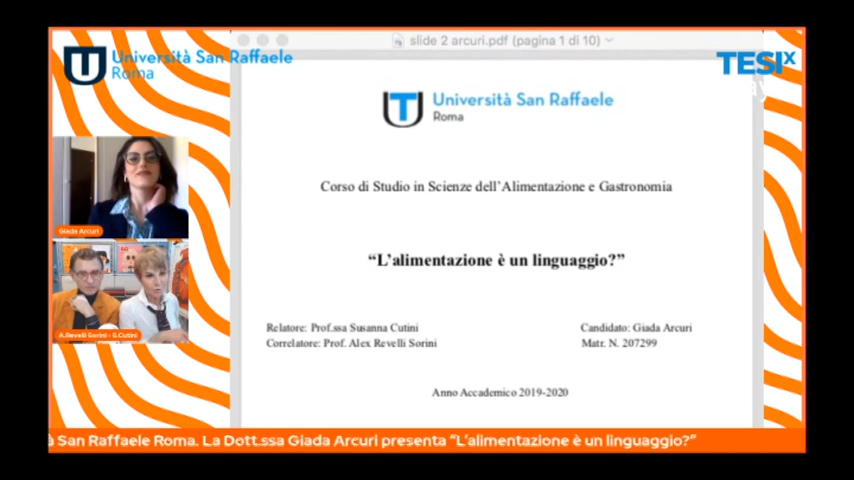 Università San Raffaele
Roma
TESIX
slide 2 arcuri.pdf (pagina 1 di 10)
Università San Raffaele
Roma
Corso di Studio in Scienze dell'Alimentazione e Gastronomia
“L'alimentazione è un linguaggio?”
Relatore: Prof.ssa Susanna Cutini
Candidato: Giada Arcuri
Correlatore: Prof. Alex Revelli Sorini
Matr. N. 207299
Anno Accademico 2019-2020
Giada Arcuri
A.Revelli Sorini - S.Cutini
à San Raffaele Roma. La Dott.ssa Giada Arcuri presenta “L'alimentazione è un linguaggio?”